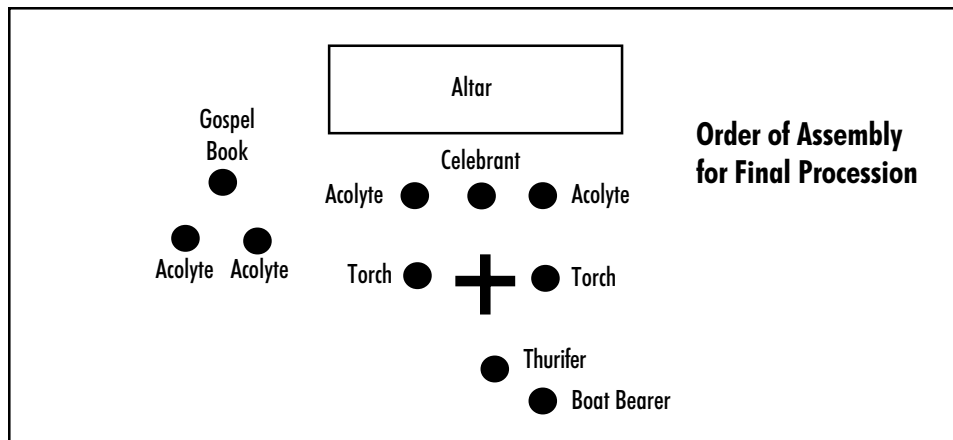 Altar
Gospel
Book
Order of Assembly
for Final Procession
Celebrant
Acolyte
Acolyte
Acolyte
Acolyte
Torch
Torch
Thurifer
Boat Bearer